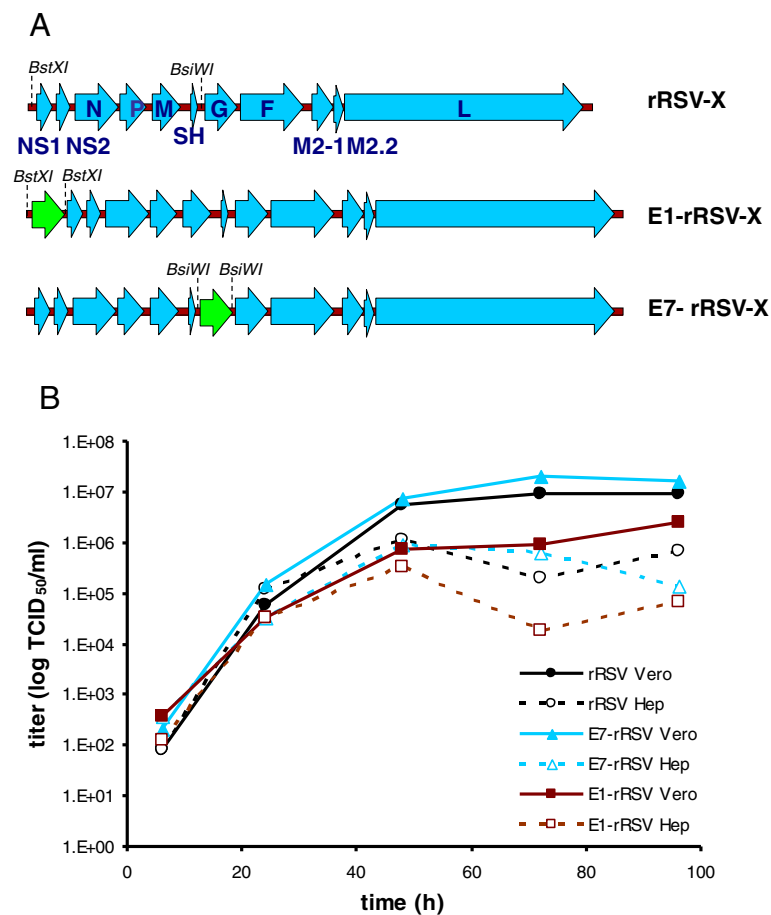 A
BstXI BsiWI
N P M G F L
rRSV-X
NS1 NS2 SH M2-1 M2.2
BstXI BstXI
E1-rRSV-X
BsiWI BsiWI
E7- rRSV-X
B
titer (log TCID50/ml)
1.E+08
1.E+07
1.E+06
1.E+05
1.E+04
1.E+03
1.E+02
1.E+01
1.E+00
rRSV Vero
rRSV Hep
E7-rRSV Vero
E7-rRSV Hep
E1-rRSV Vero
E1-rRSV Hep
0 20 40 60 80 100
time (h)